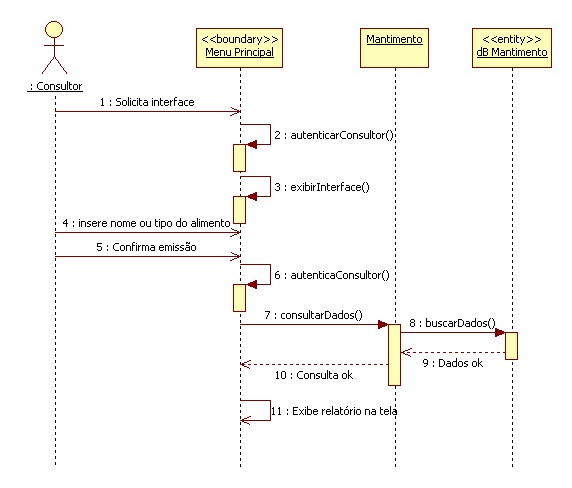 <<boundary>>
Menu Principal
Mantimento
<<entity>>
dB Mantimento
: Consultor
1 : Solicita interface
2 : autenticarConsultor()
3 : exibirInterface()
4 : insere nome ou tipo do alimento
5 : Confirma emissão
6 : autenticaConsultor()
7 : consultarDados()
8 : buscarDados()
9 : Dados ok
10 : Consulta ok
11 : Exibe relatório na tela